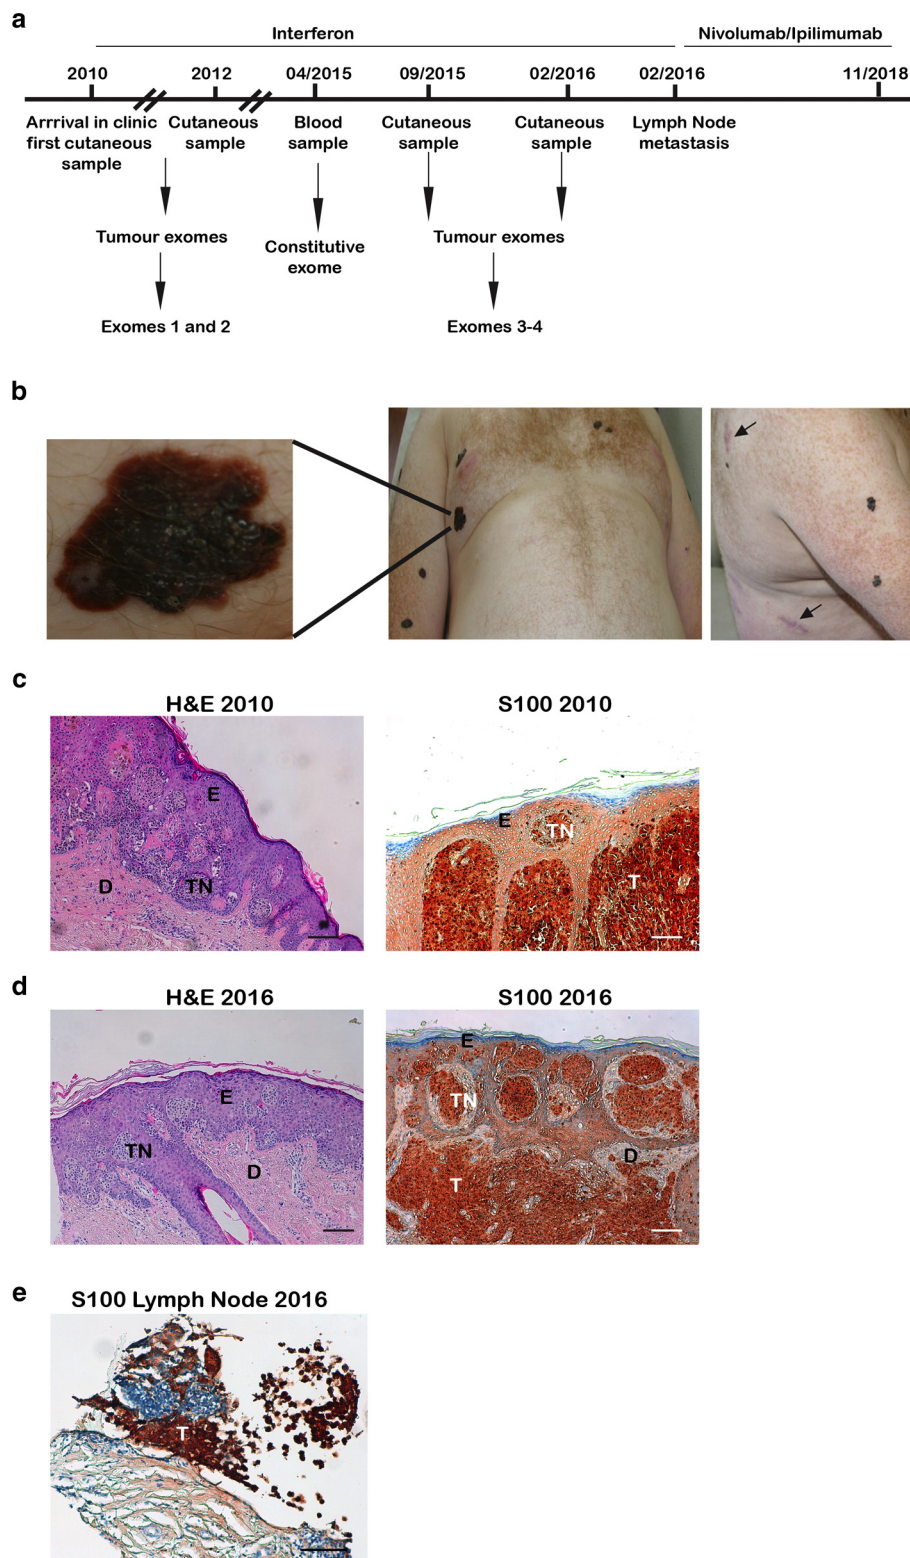 a
Interferon
Nivolumab/Ipilimumab
2010
2012
04/2015
09/2015
02/2016
02/2016
11/2018
Arrrival in clinic
first cutaneous
sample
Cutaneous
sample
Blood
sample
Cutaneous
sample
Cutaneous
sample
Lymph Node
metastasis
Tumour exomes
Constitutive
exome
Tumour exomes
Exomes 1 and 2
Exomes 3-4
b
c
H&E 2010
S100 2010
E
D
TN
E
TN
T
d
H&E 2016
S100 2016
E
TN
D
E
TN
D
T
e
S100 Lymph Node 2016
T